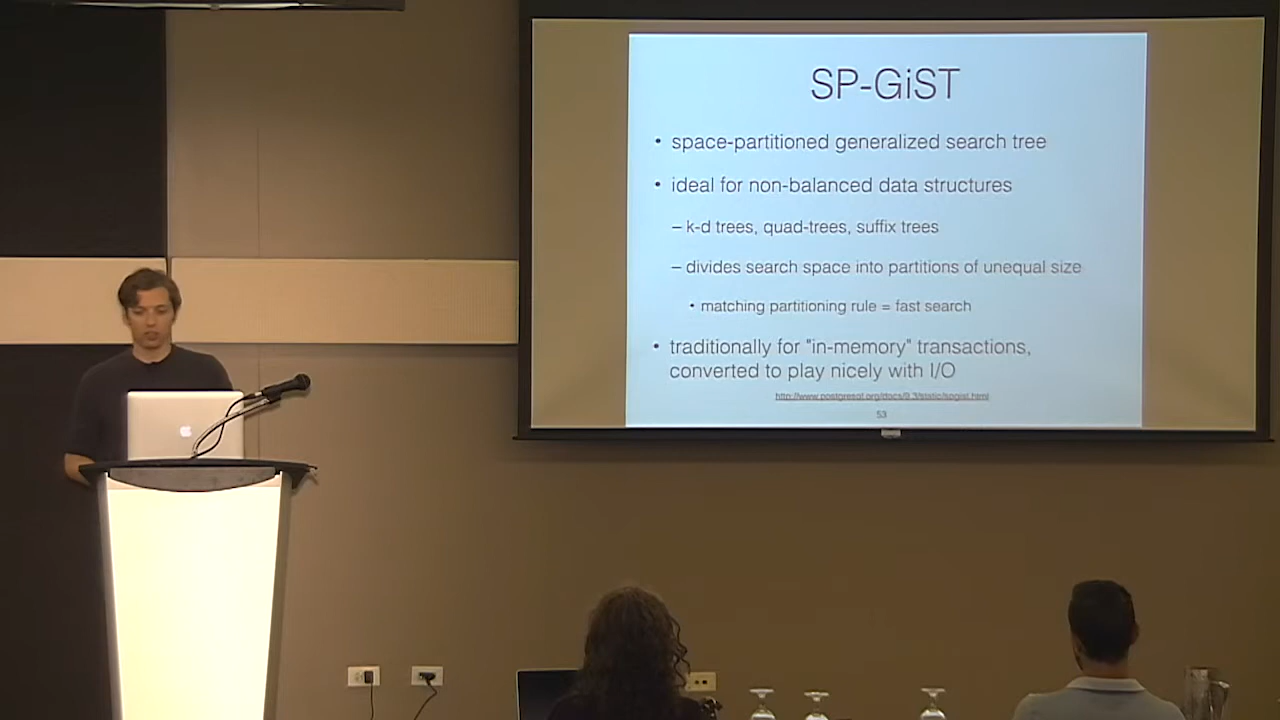 SP-GiST
• space-partitioned generalized search tree
• ideal for non-balanced data structures
– k-d trees, quad-trees, suffix trees
– divides search space into partitions of unequal size
• matching partitioning rule = fast search
• traditionally for "in-memory" transactions,
converted to play nicely with I/O
http://www.postgresql.org/docs/9.3/static/spgist.html
53